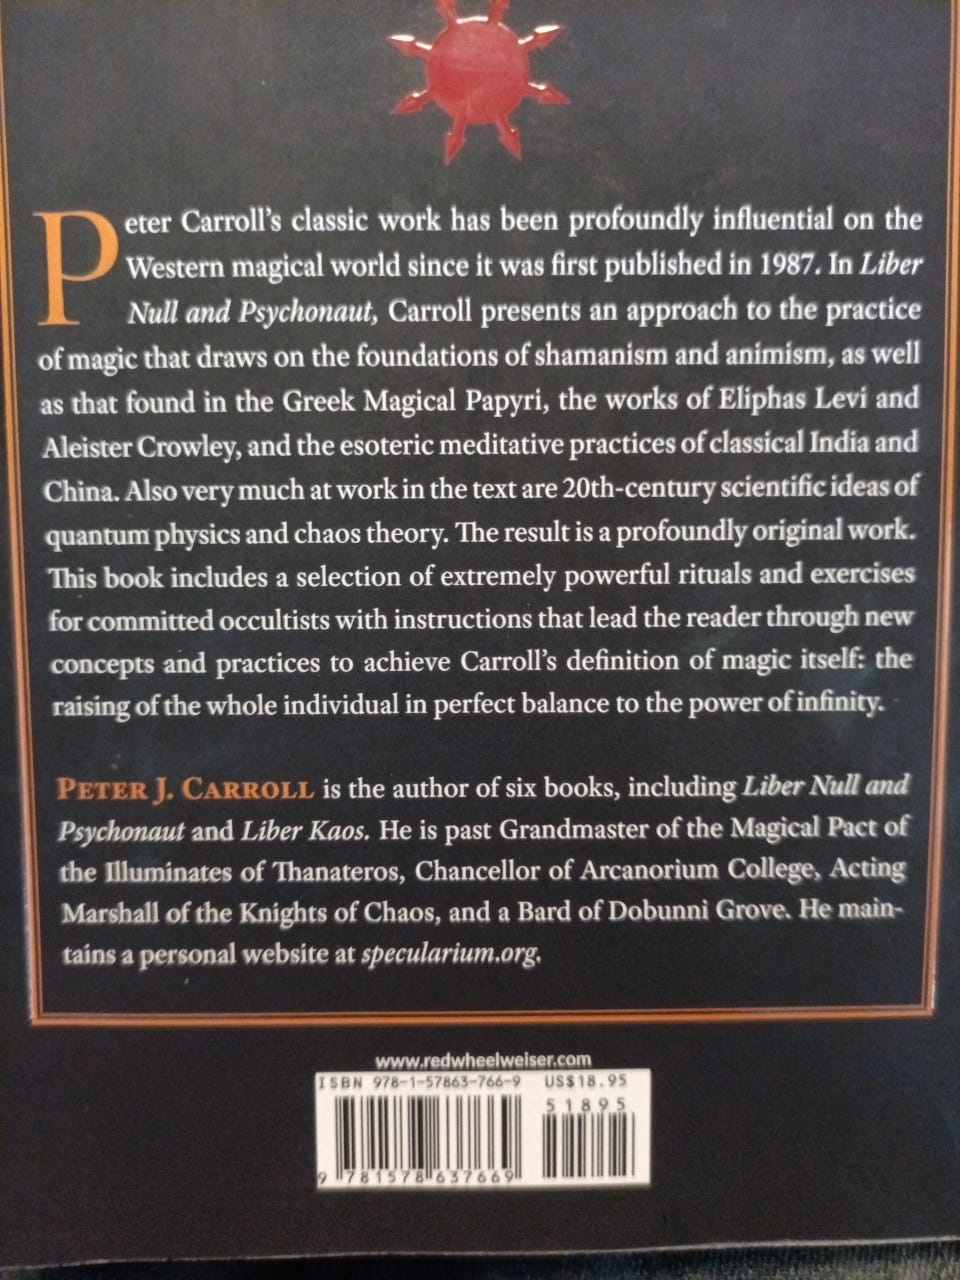 Peter Carroll's classic work has been profoundly influential on the
Western magical world since it was first published in 1987. In Liber
Null and Psychonaut, Carroll presents an approach to the practice
of magic that draws on the foundations of shamanism and animism, as well
as that found in the Greek Magical Papyri, the works of Eliphas Levi and
Aleister Crowley, and the esoteric meditative practices of classical India and
China. Also very much at work in the text are 20th-century scientific ideas of
quantum physics and chaos theory. The result is a profoundly original work.
This book includes a selection of extremely powerful rituals and exercises
for committed occultists with instructions that lead the reader through new
concepts and practices to achieve Carroll's definition of magic itself: the
raising of the whole individual in perfect balance to the power of infinity.
PETER J. CARROLL is the author of six books, including Liber Null and
Psychonaut and Liber Kaos. He is past Grandmaster of the Magical Pact of
the Illuminates of Thanateros, Chancellor of Arcanorium College, Acting
Marshall of the Knights of Chaos, and a Bard of Dobunni Grove. He main-
tains a personal website at specularium.org.
www.redwheelweiser.com
ISBN 978-1-57863-766-9 US$18.95
51895
9 781578 637669